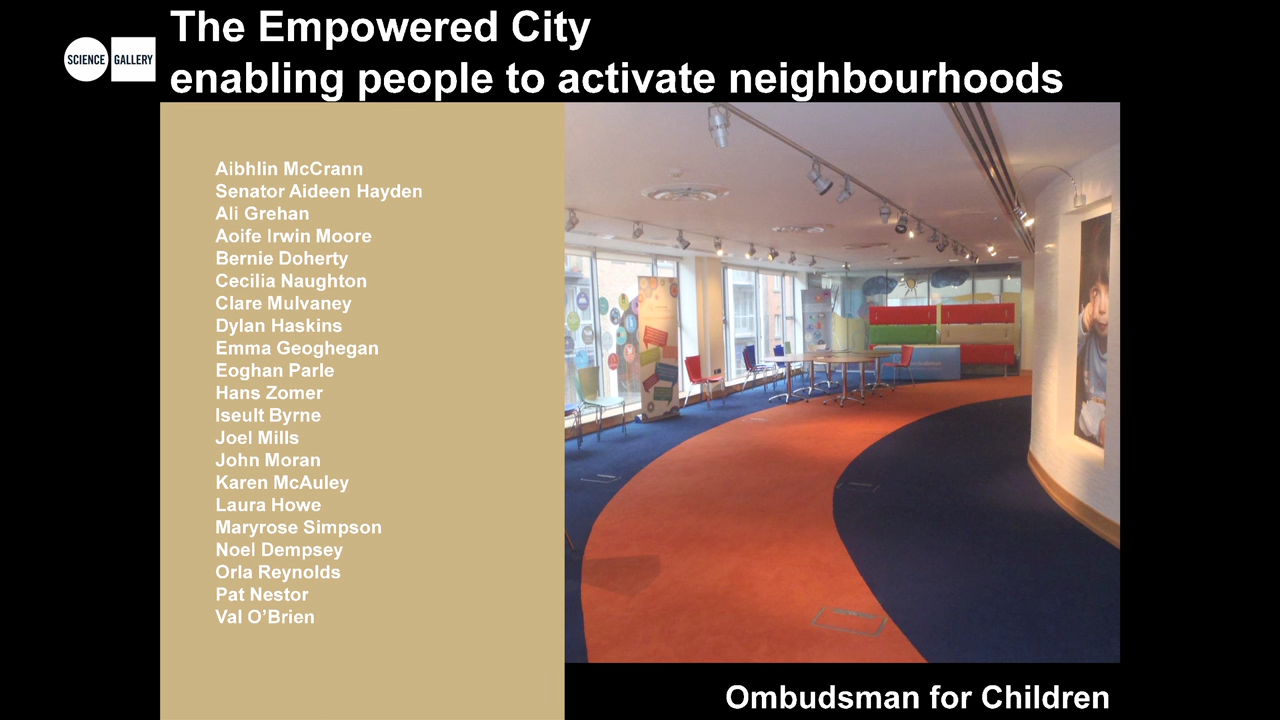 The Empowered City
enabling people to activate neighbourhoods
SCIENCE GALLERY
Aibhlin McCrann
Senator Aideen Hayden
Ali Grehan
Aoife Irwin Moore
Bernie Doherty
Cecilia Naughton
Clare Mulvaney
Dylan Haskins
Emma Geoghegan
Eoghan Parle
Hans Zomer
Iseult Byrne
Joel Mills
John Moran
Karen McAuley
Laura Howe
Maryrose Simpson
Noel Dempsey
Orla Reynolds
Pat Nestor
Val O’Brien
Ombudsman for Children